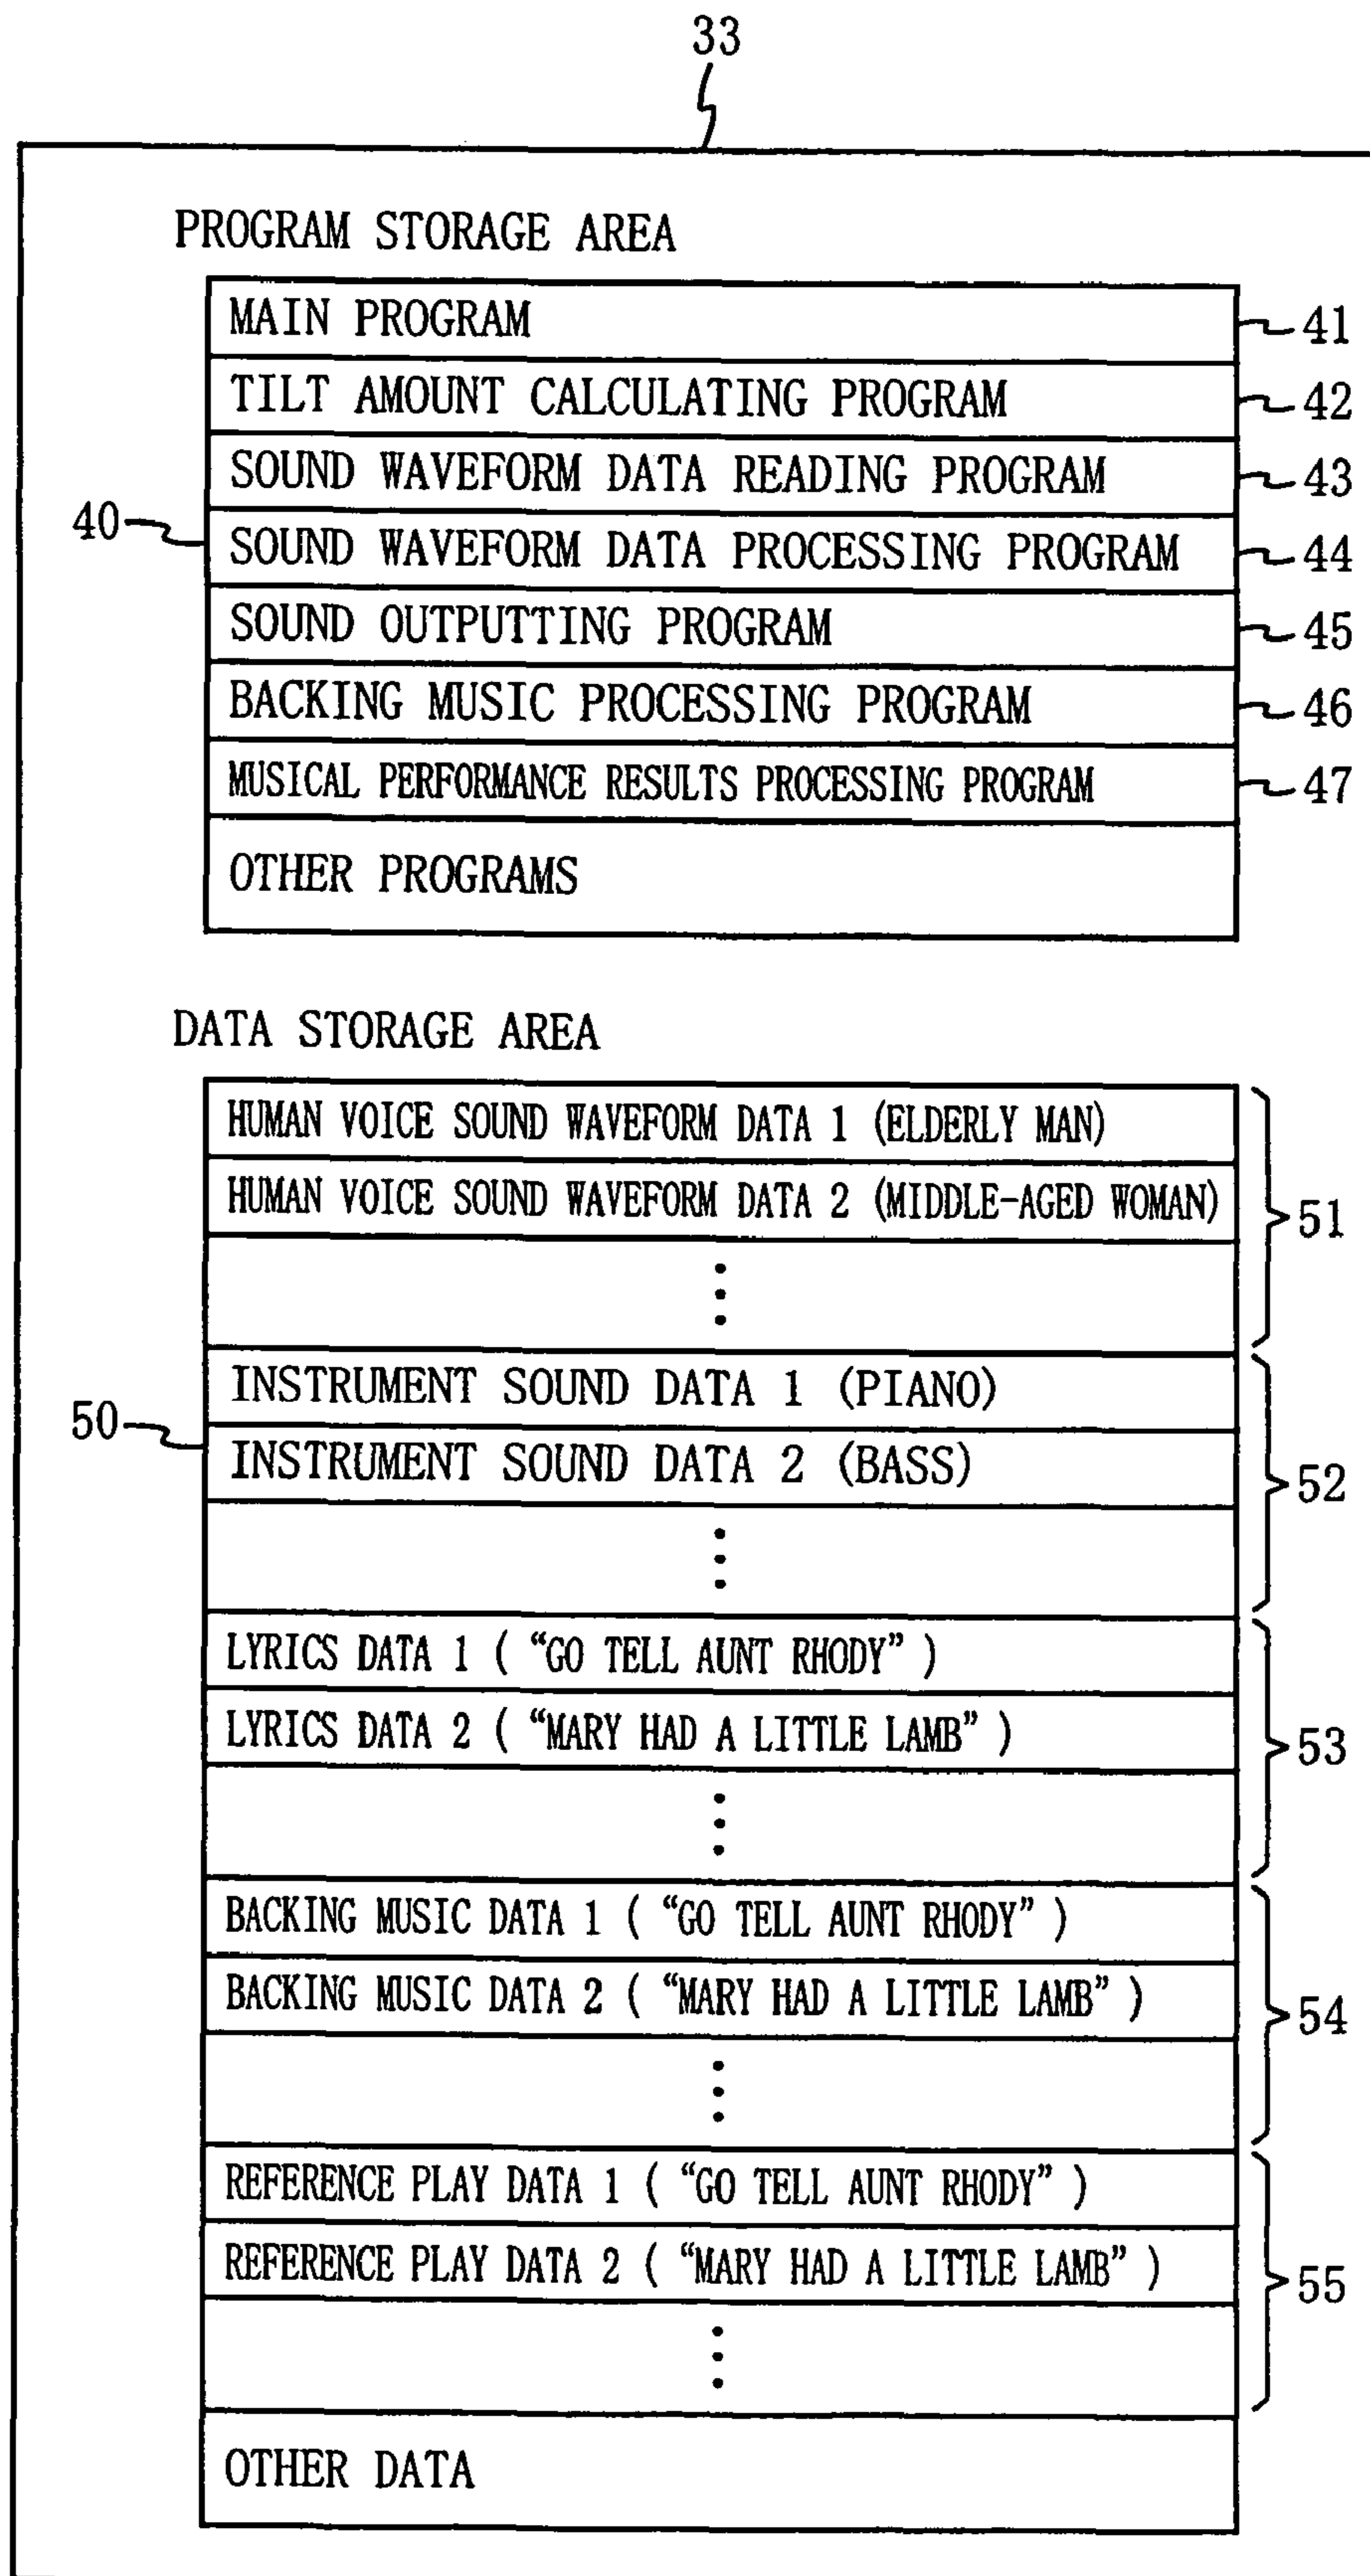 33
PROGRAM STORAGE AREA
MAIN PROGRAM 41
TILT AMOUNT CALCULATING PROGRAM 42
SOUND WAVEFORM DATA READING PROGRAM 43
40
SOUND WAVEFORM DATA PROCESSING PROGRAM 44
SOUND OUTPUTTING PROGRAM 45
BACKING MUSIC PROCESSING PROGRAM 46
MUSICAL PERFORMANCE RESULTS PROCESSING PROGRAM 47
OTHER PROGRAMS
DATA STORAGE AREA
HUMAN VOICE SOUND WAVEFORM DATA 1 (ELDERLY MAN)
HUMAN VOICE SOUND WAVEFORM DATA 2 (MIDDLE-AGED WOMAN)
51
INSTRUMENT SOUND DATA 1 (PIANO)
50
INSTRUMENT SOUND DATA 2 (BASS)
52
LYRICS DATA 1 ( “GO TELL AUNT RHODY” )
LYRICS DATA 2 ( “MARY HAD A LITTLE LAMB” )
53
BACKING MUSIC DATA 1 ( “GO TELL AUNT RHODY” )
BACKING MUSIC DATA 2 ( “MARY HAD A LITTLE LAMB” )
54
REFERENCE PLAY DATA 1 ( “GO TELL AUNT RHODY” )
REFERENCE PLAY DATA 2 ( “MARY HAD A LITTLE LAMB” )
55
OTHER DATA